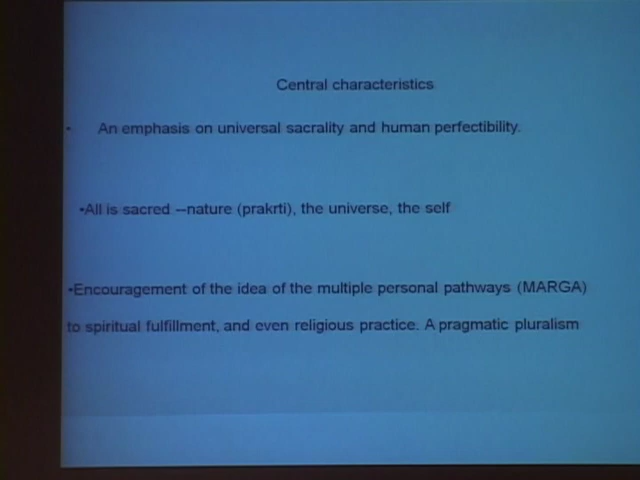 Central characteristics
• An emphasis on universal sacrality and human perfectibility.
•All is sacred –nature (prakrti), the universe, the self
•Encouragement of the idea of the multiple personal pathways (MARGA)
to spiritual fulfillment, and even religious practice. A pragmatic pluralism